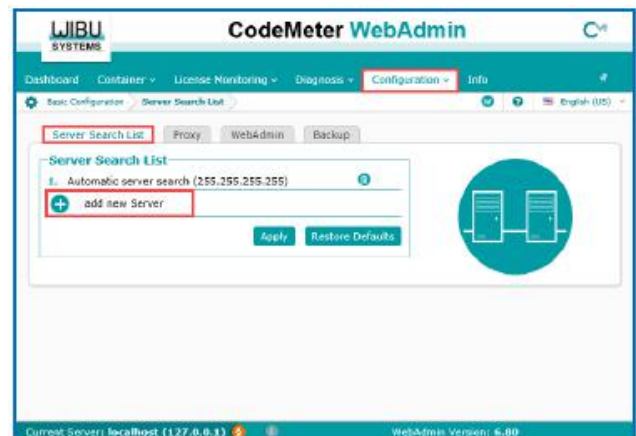 WIBU
SYSTEMS
CodeMeter WebAdmin
CM
Dashboard Container License Monitoring Diagnosis Configuration Info
Basic Configuration Server Search List English (US)
Server Search List Proxy WebAdmin Backup
Server Search List
1. Automatic server search (255.255.255.255)
add new Server
Apply Restore Defaults
Current Server: localhost (127.0.0.1) WebAdmin Version: 6.80